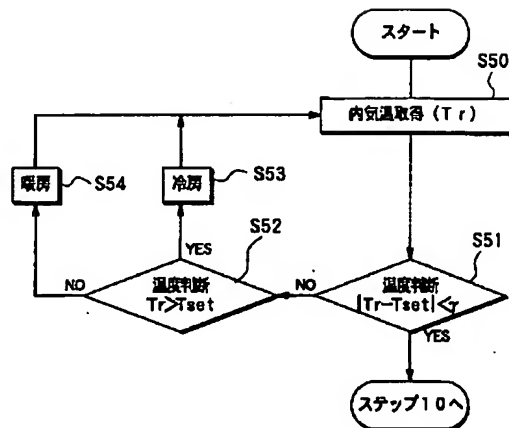 スタート
S50
内気温取得 (Tr)
暖房
S54
冷房
S53
S52
S51
YES
NO
温度判断
Tr>Tset
NO
温度判断
|Tr-Tset|<r
YES
ステップ10へ